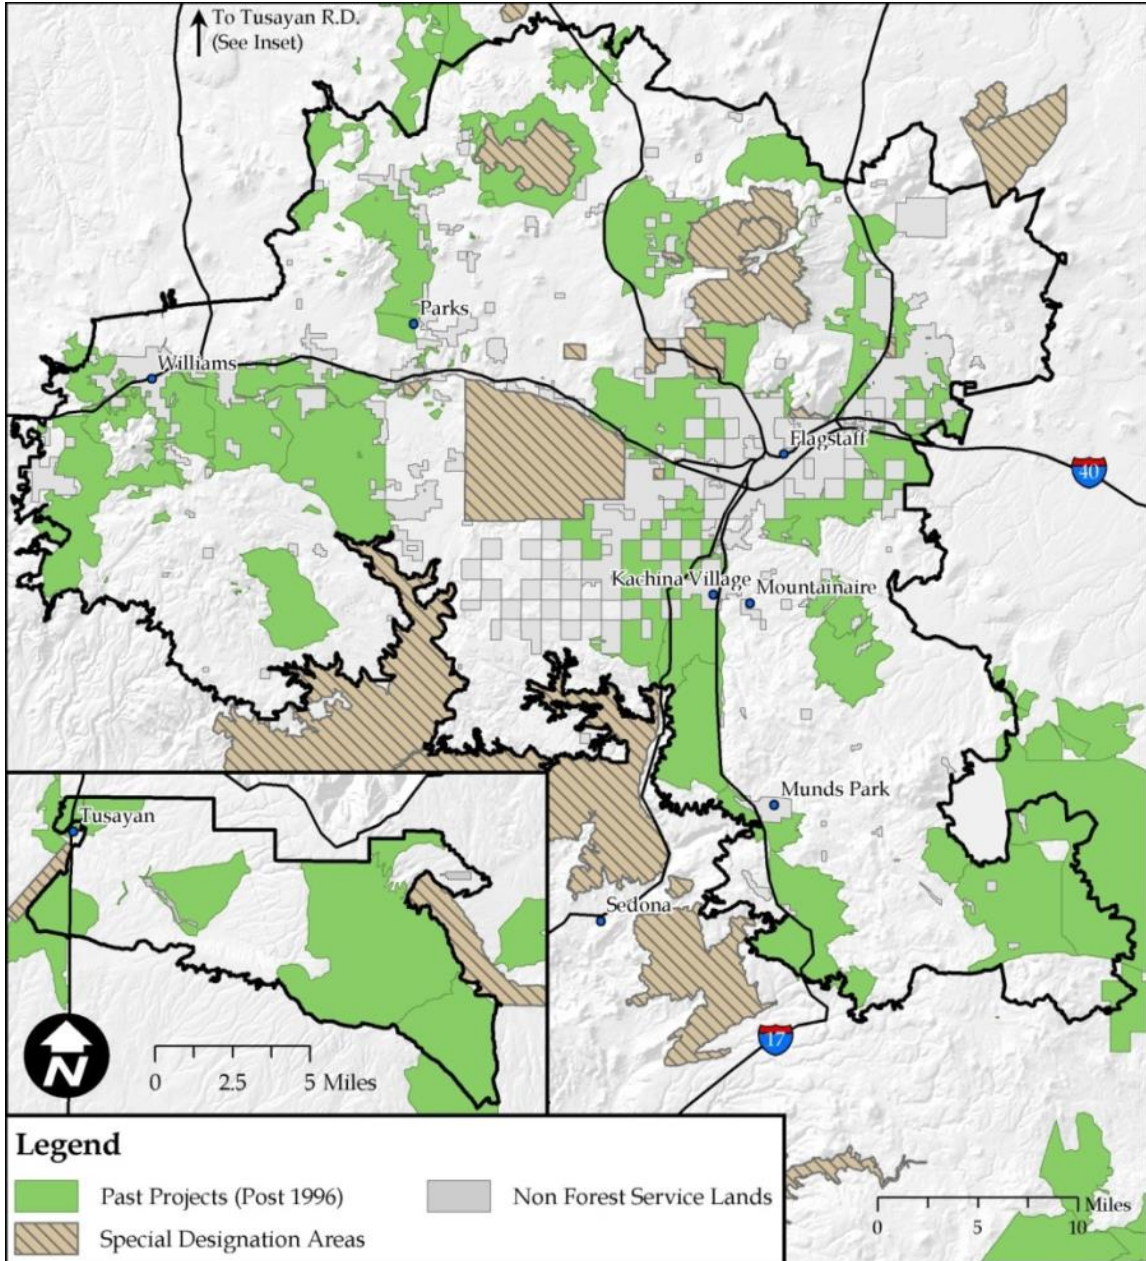 To Tusayan R.D.
(See Inset)
Parks
Williams
Flagstaff
40
Kachina Village
Mountainaire
Munds Park
Tusayan
Sedona
17
N
0 2.5 5 Miles
Legend
Past Projects (Post 1996)
Non Forest Service Lands
Special Designation Areas
Miles
0 5 10